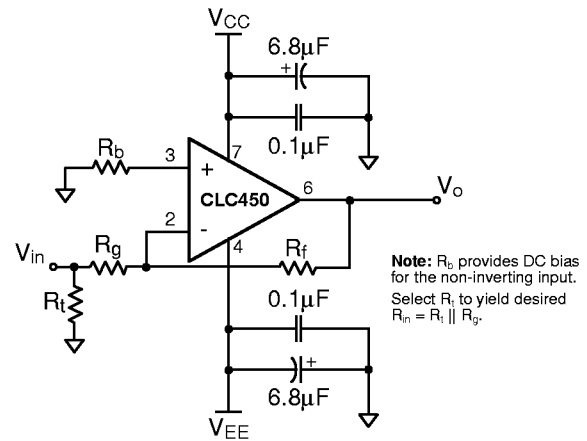 VCC
6.8µF
+
0.1µF
Rb
3
+
7
CLC450
6
Vo
2
-
4
Vin
Rg
Rf
Rt
Note: Rb provides DC bias
for the non-inverting input.
Select Rt to yield desired
Rin = Rt || Rg.
0.1µF
+
6.8µF
VEE